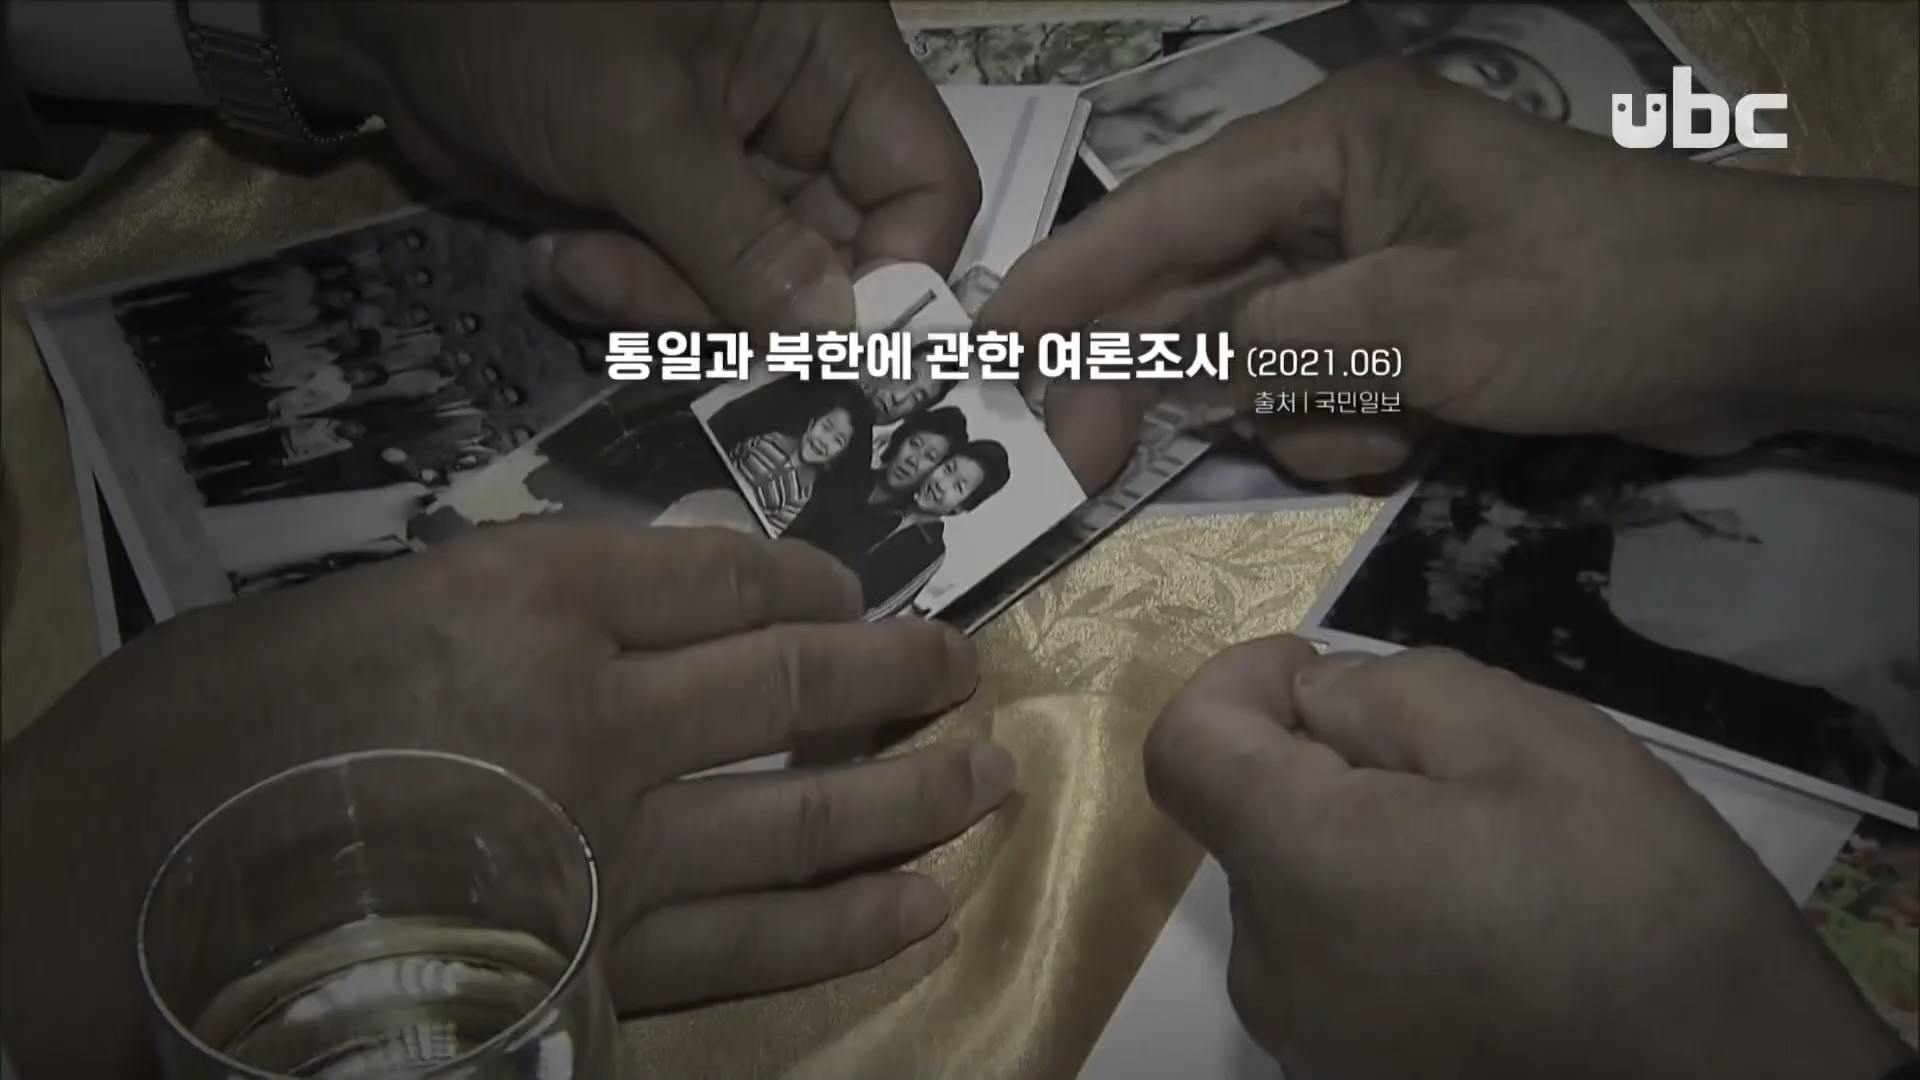 ubc
통일과 북한에 관한 여론조사 (2021.06)
출처 | 국민일보